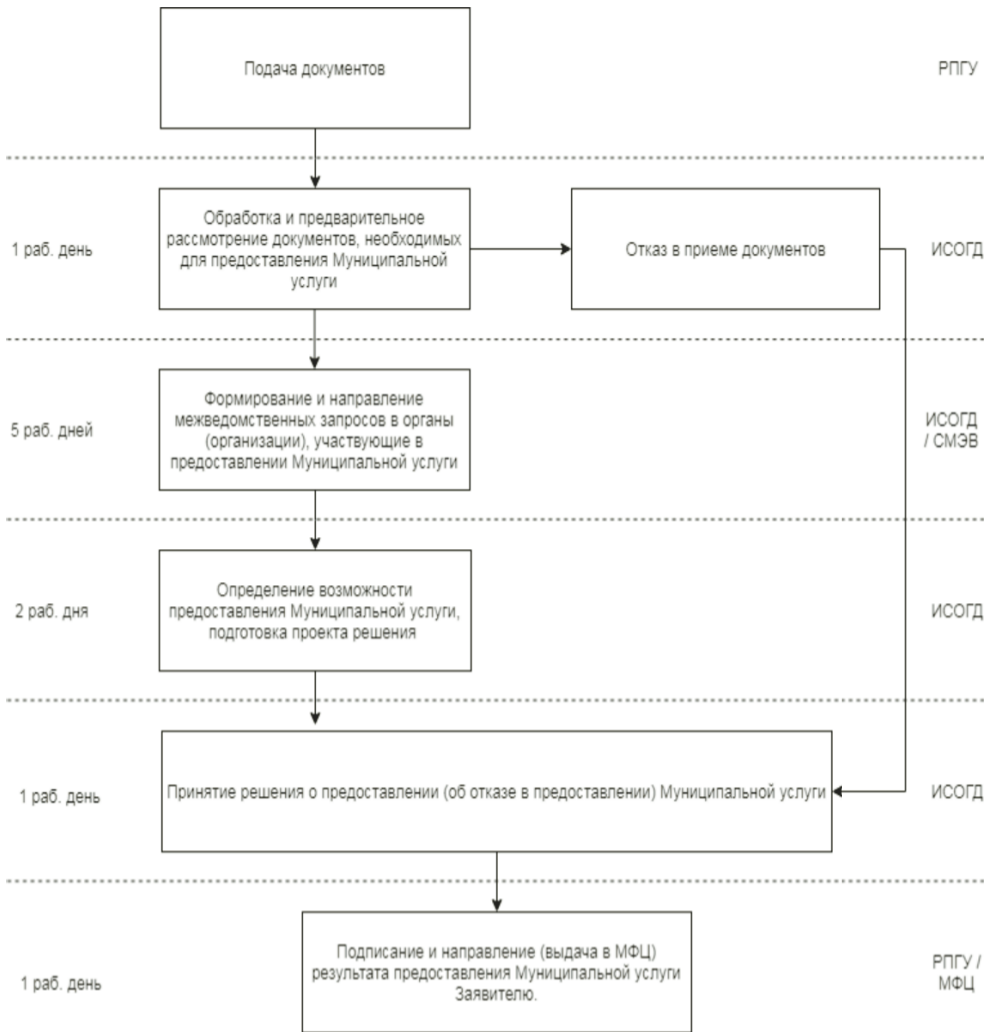 Подача документов
РПГУ
1 раб. день
Обработка и предварительное
рассмотрение документов, необходимых
для предоставления Муниципальной
услуги
Отказ в приеме документов
ИСОГД
5 раб. дней
Формирование и направление
межведомственных запросов в органы
(организации), участвующие в
предоставлении Муниципальной услуги
ИСОГД
/ СМЭВ
2 раб. дня
Определение возможности
предоставления Муниципальной услуги,
подготовка проекта решения
ИСОГД
1 раб. день
Принятие решения о предоставлении (об отказе в предоставлении) Муниципальной услуги
ИСОГД
1 раб. день
Подписание и направление (выдача в МФЦ)
результата предоставления Муниципальной услуги
Заявителю.
РПГУ /
МФЦ